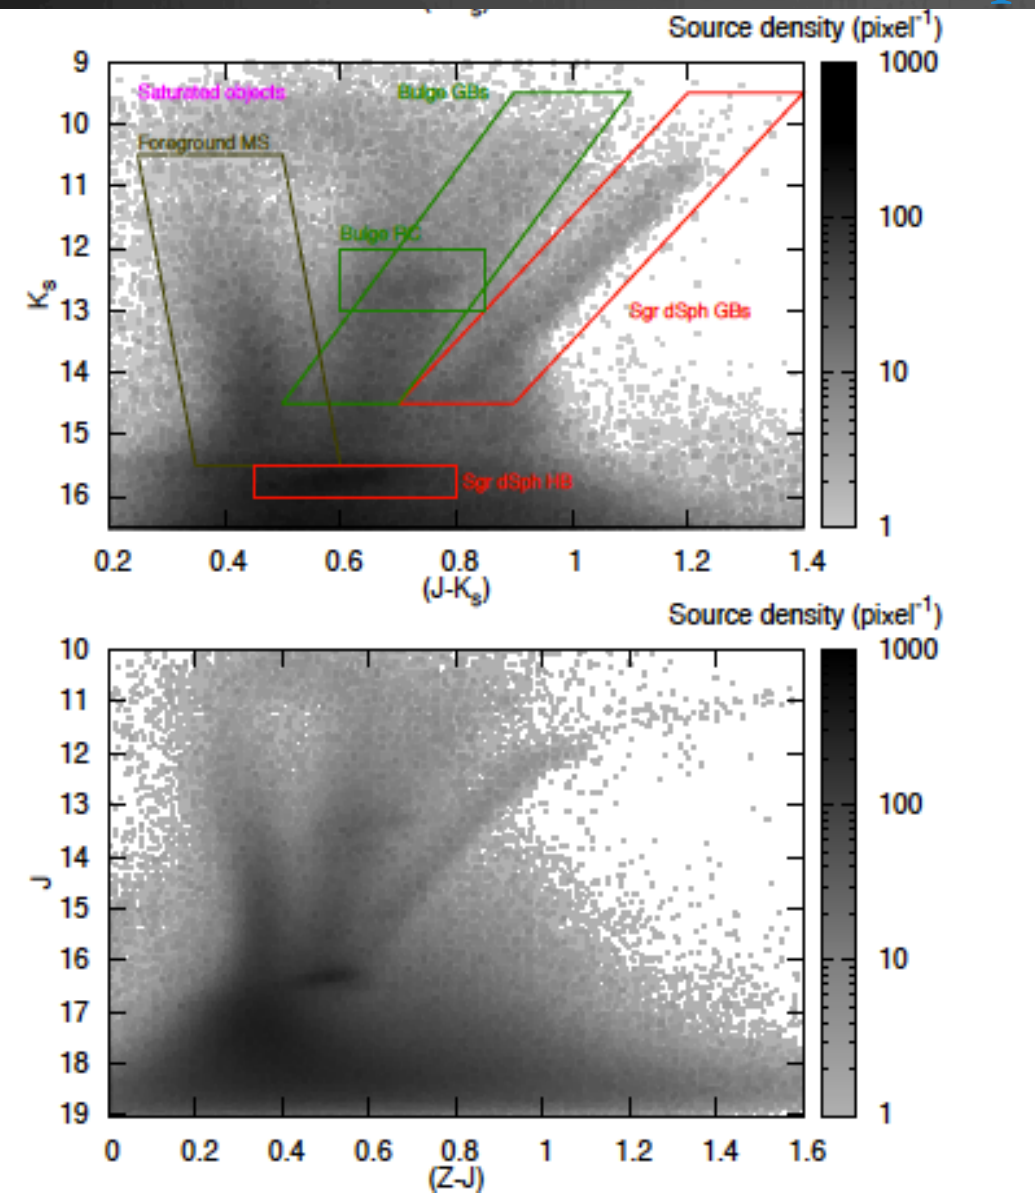 Source density (pixel-1)
9
10
11
12
13
14
15
16
Ks
Saturated objects
Bulge GBs
Foreground MS
Bulge RC
Sgr dSph GBs
Sgr dSph HB
1000
100
10
1
0.2 0.4 0.6 0.8 1 1.2 1.4
(J-Ks)
Source density (pixel-1)
10
11
12
13
14
15
16
17
18
19
J
1000
100
10
1
0 0.2 0.4 0.6 0.8 1 1.2 1.4 1.6
(Z-J)